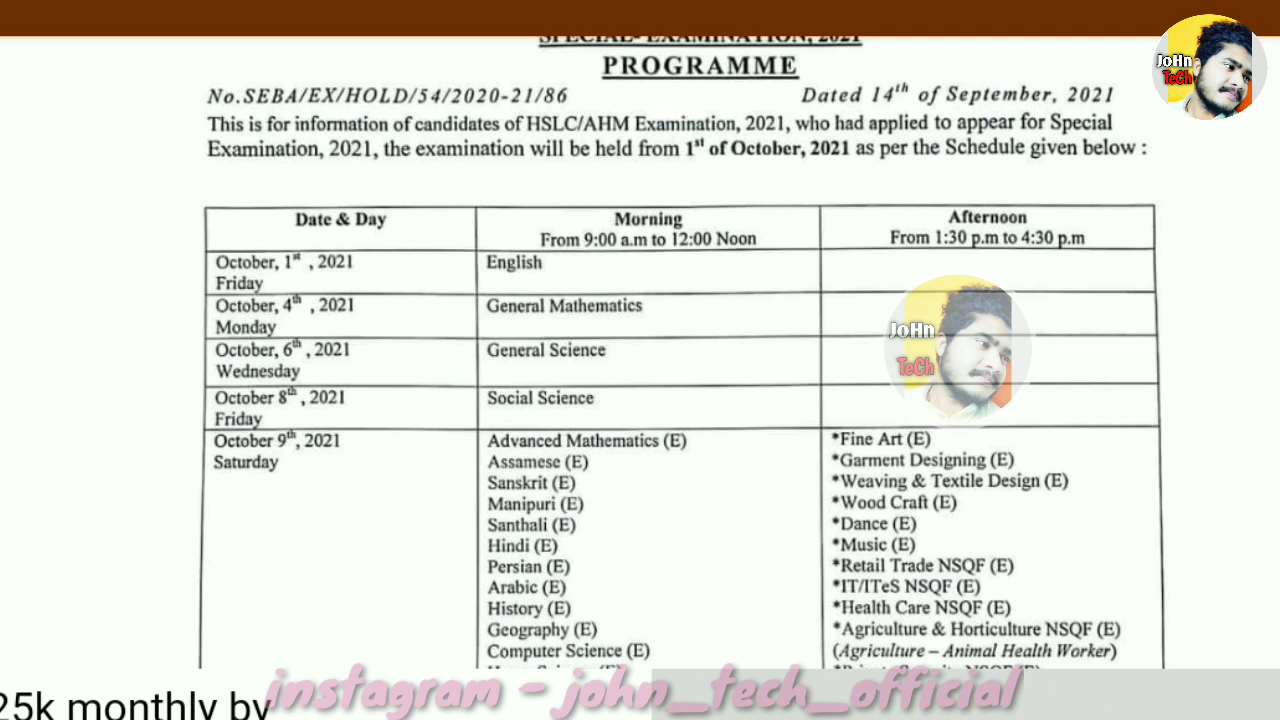 SPECIAL- EXAMINATION, 2021
PROGRAMME
No.SEBA/EX/HOLD/54/2020-21/86 Dated 14th of September, 2021
This is for information of candidates of HSLC/AHM Examination, 2021, who had applied to appear for Special
Examination, 2021, the examination will be held from 1st of October, 2021 as per the Schedule given below :
Date & Day Morning Afternoon
From 9:00 a.m to 12:00 Noon From 1:30 p.m to 4:30 p.m
October, 1st , 2021 English
Friday
October, 4th , 2021 General Mathematics
Monday
October, 6th , 2021 General Science
Wednesday
October 8th , 2021 Social Science
Friday
October 9th, 2021 Advanced Mathematics (E) *Fine Art (E)
Saturday Assamese (E) *Garment Designing (E)
Sanskrit (E) *Weaving & Textile Design (E)
Manipuri (E) *Wood Craft (E)
Santhali (E) *Dance (E)
Hindi (E) *Music (E)
Persian (E) *Retail Trade NSQF (E)
Arabic (E) *IT/ITeS NSQF (E)
History (E) *Health Care NSQF (E)
Geography (E) *Agriculture & Horticulture NSQF (E)
Computer Science (E) (Agriculture – Animal Health Worker)
JoHn
TeCh
JoHn
TeCh
instagram - john_tech_official
25k monthly by